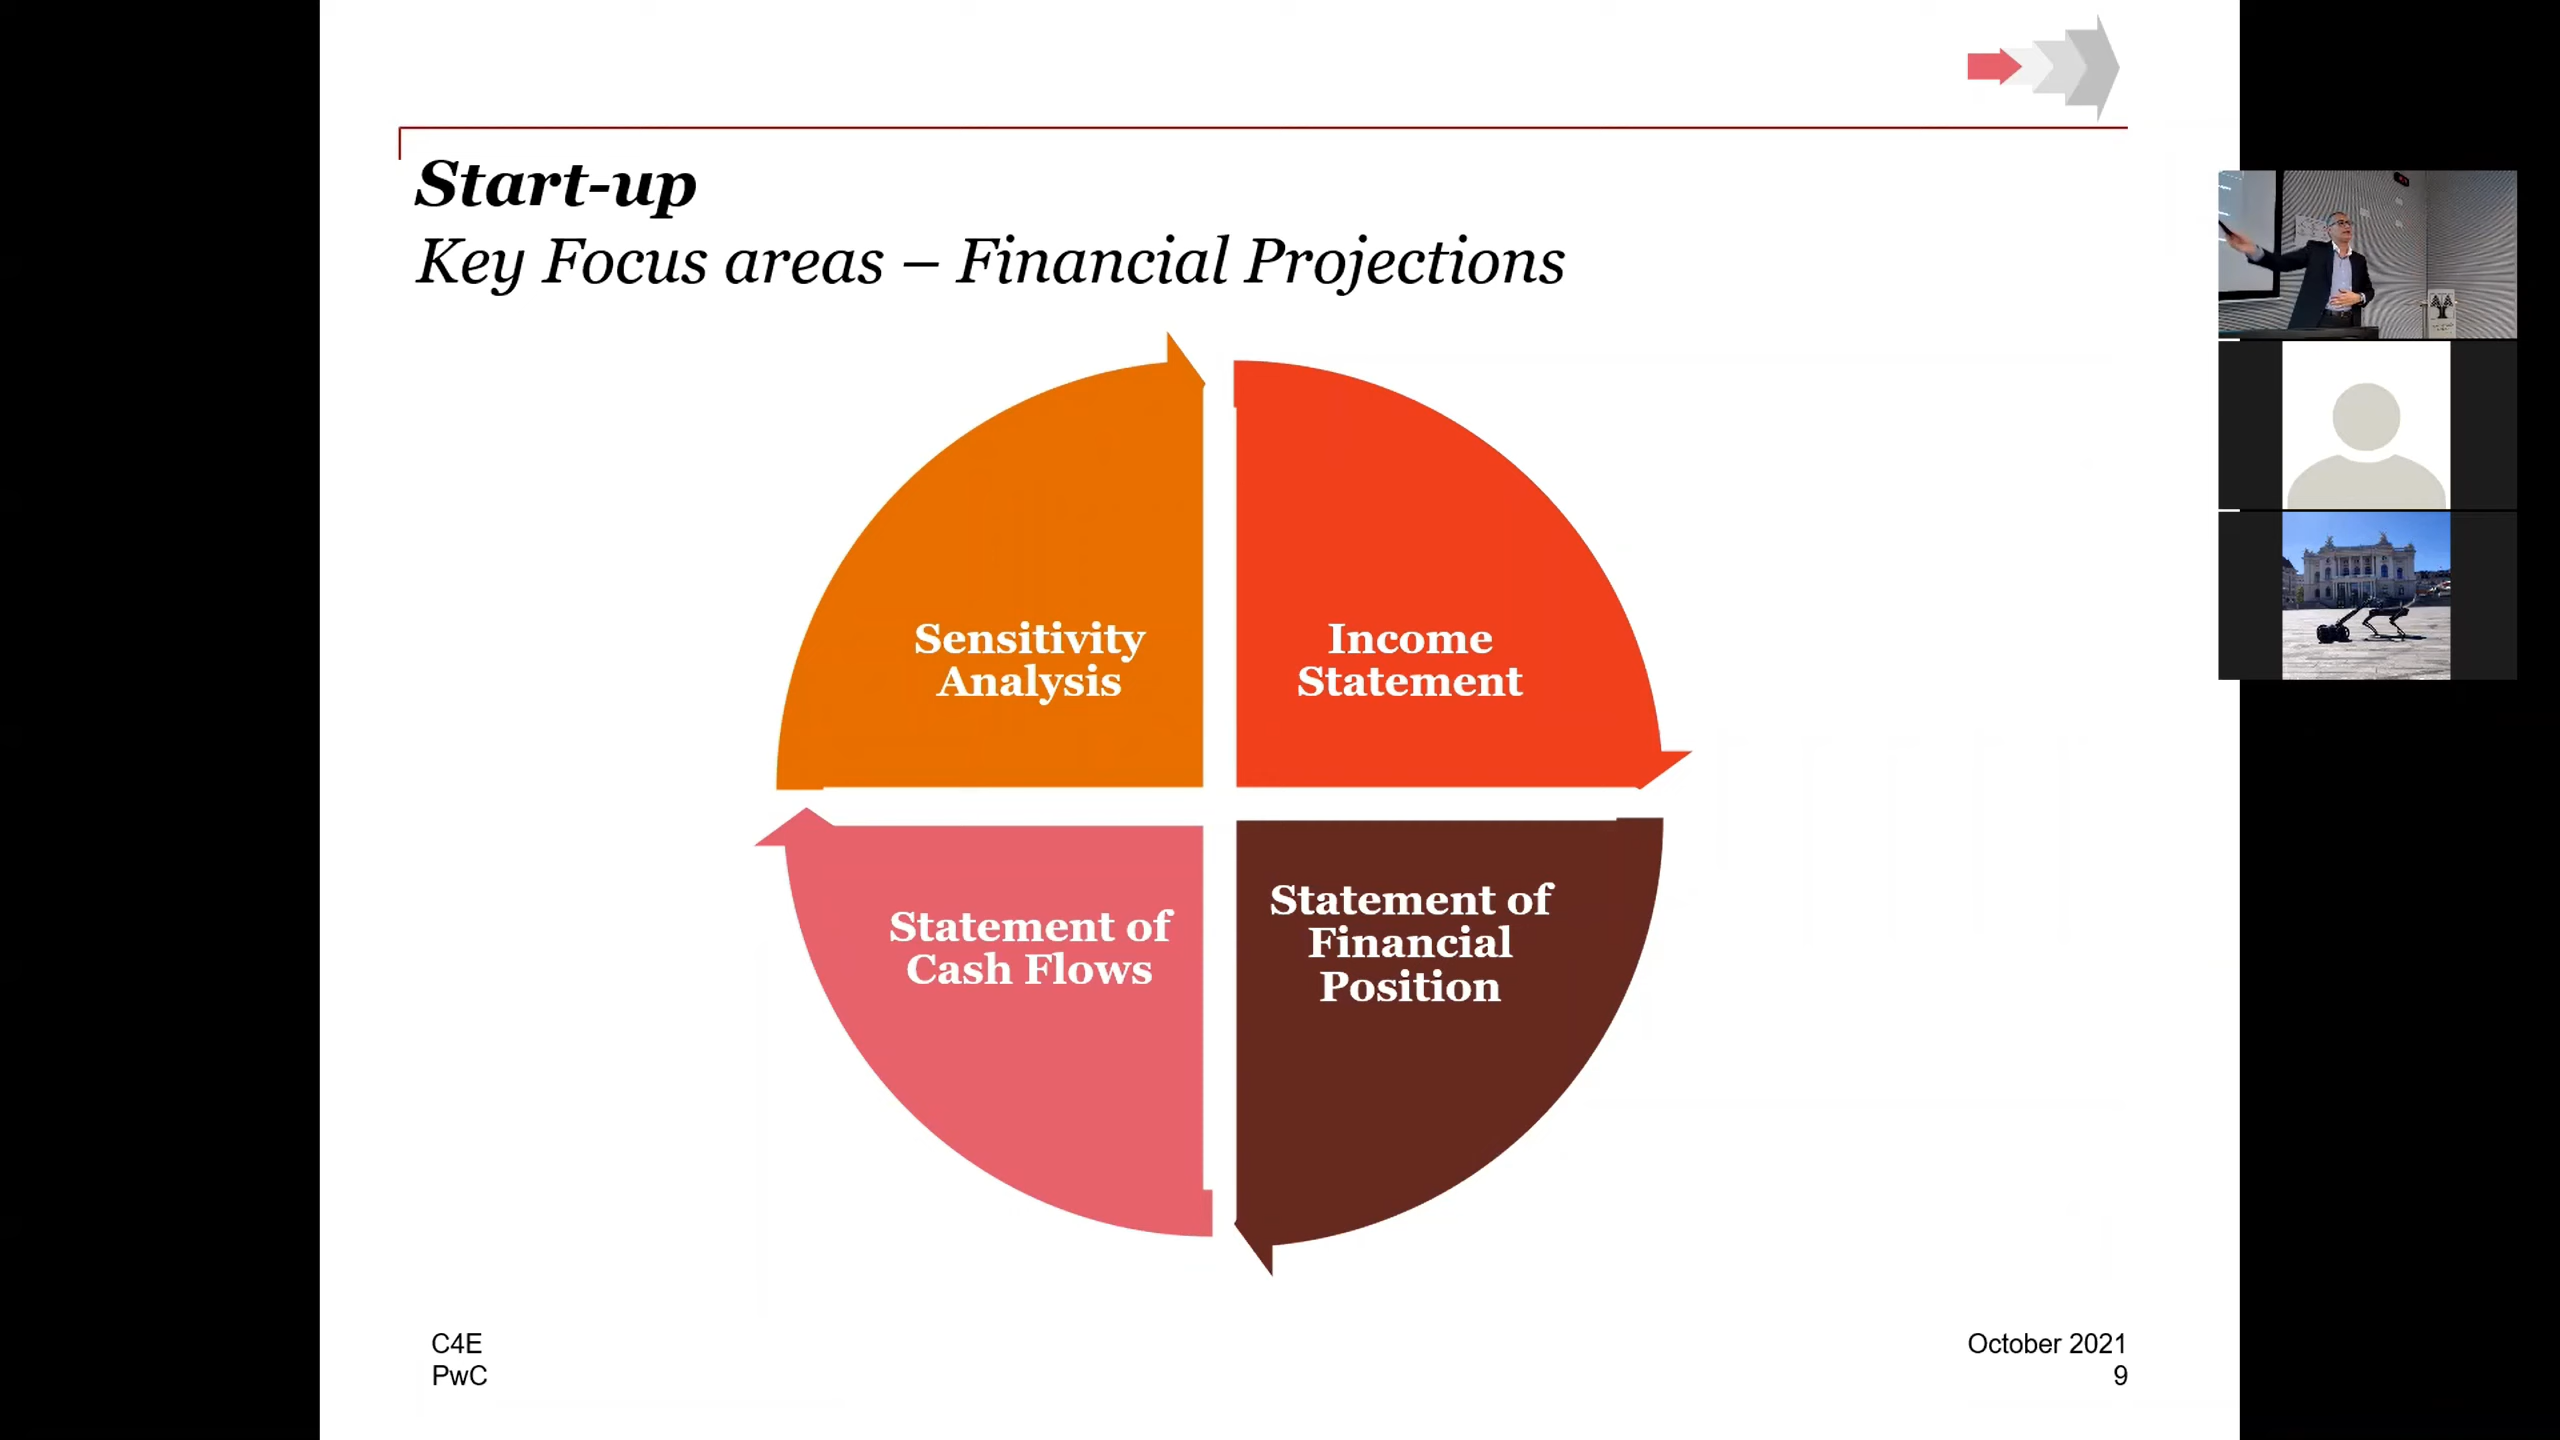 Start-up
Key Focus areas – Financial Projections
Sensitivity
Analysis
Income
Statement
Statement of
Cash Flows
Statement of
Financial
Position
C4E
PwC
October 2021
9